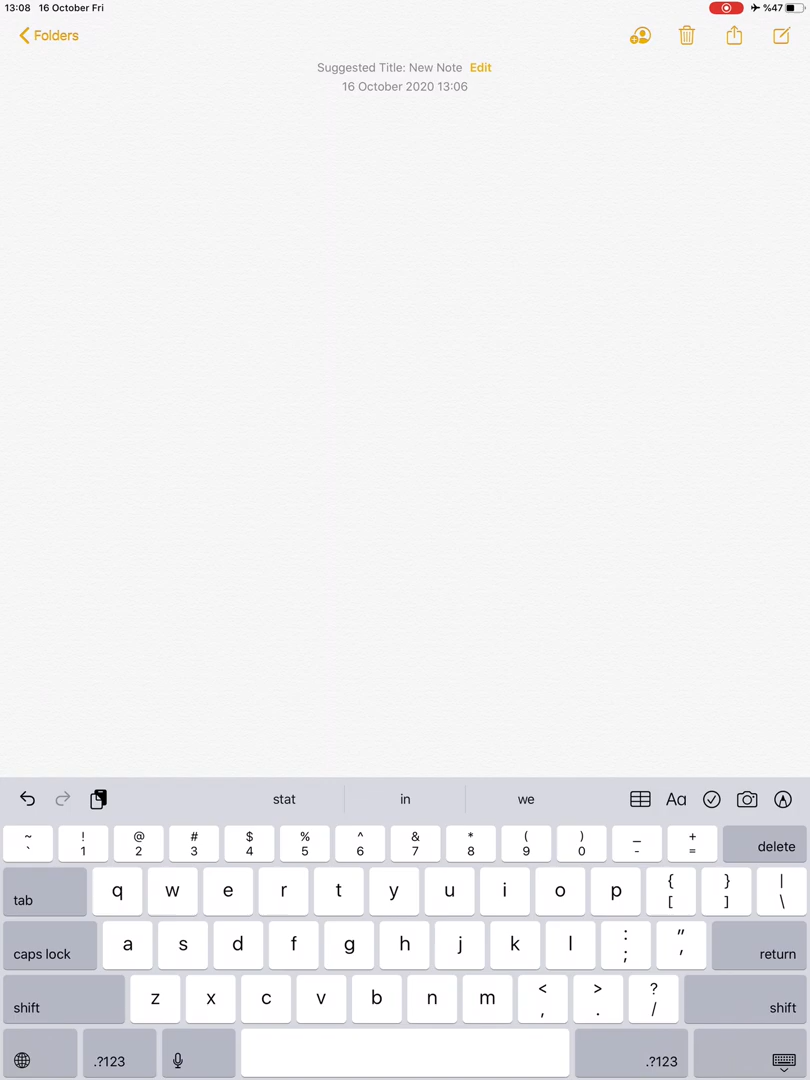 13:08 16 October Fri %47
Folders
Suggested Title: New Note Edit
16 October 2020 13:06
stat in we Aa
~ ! @ # $ % ^ & * ( ) _ +
` 1 2 3 4 5 6 7 8 9 0 - = delete
tab q w e r t y u i o p { [ } ] | \
caps lock a s d f g h j k l : ; " ' return
shift z x c v b n m < , > . ? / shift
.?123 .?123